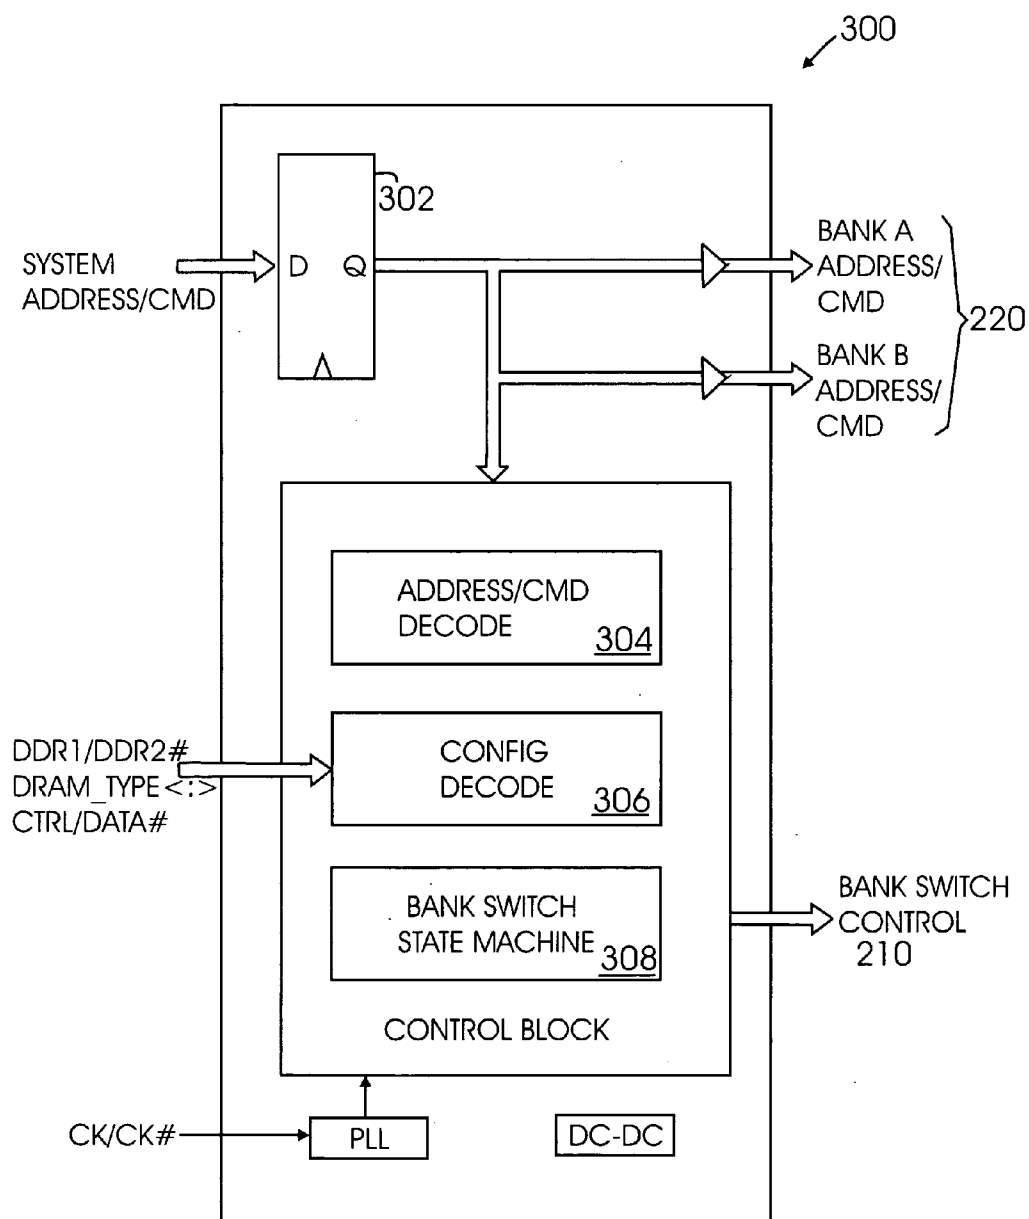 300
302
SYSTEM
ADDRESS/CMD
D Q
BANK A
ADDRESS/
CMD
220
BANK B
ADDRESS/
CMD
ADDRESS/CMD
DECODE 304
DDR1/DDR2#
DRAM_TYPE <:>
CTRL/DATA#
CONFIG
DECODE 306
BANK SWITCH
STATE MACHINE 308
BANK SWITCH
CONTROL
210
CONTROL BLOCK
CK/CK#
PLL
DC-DC